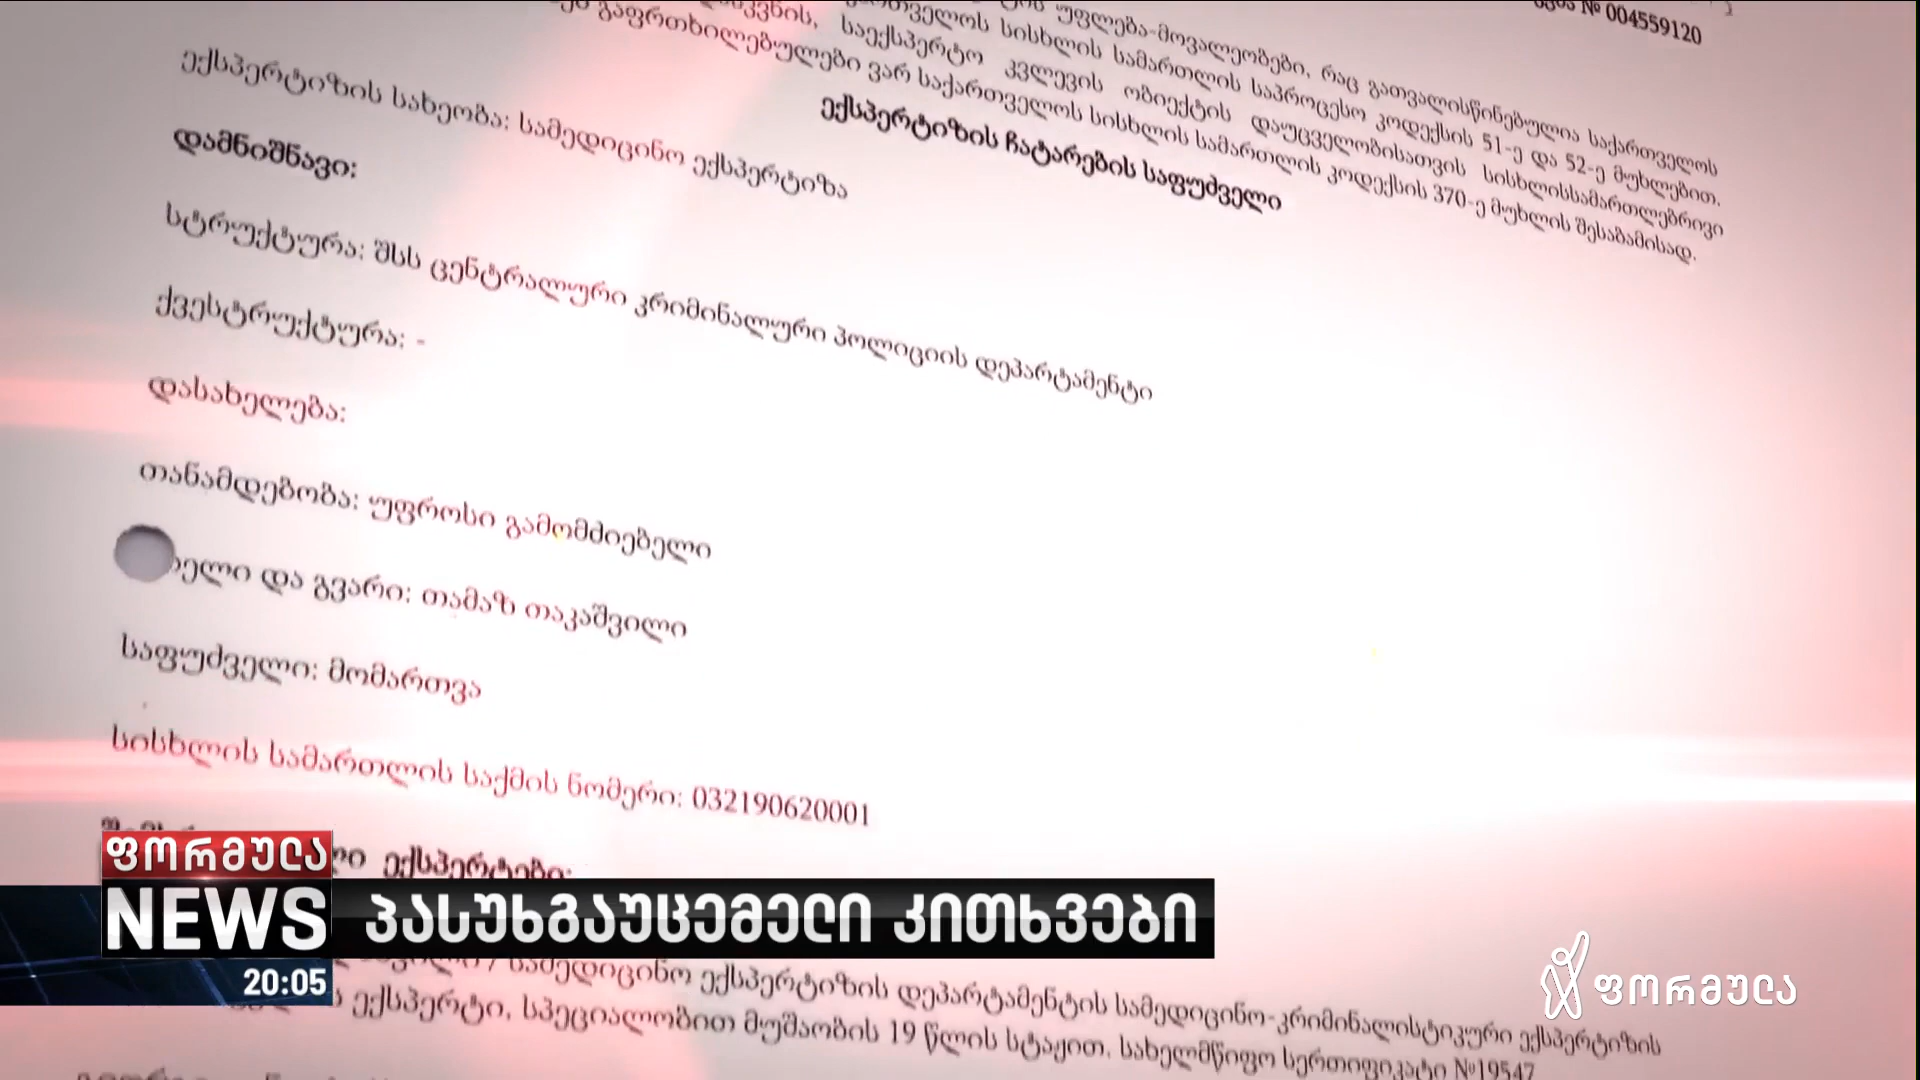 № 004559120
უფლება-მოვალეობები, რაც გათვალისწინებულია საქართველოს
სისხლის სამართლის საპროცესო კოდექსის 51-ე და 52-ე მუხლებით.
საექსპერტო კვლევის ობიექტის დაუცველობისათვის სისხლისსამართლებრივი
გაფრთხილებულები ვარ საქართველოს სისხლის სამართლის კოდექსის 370-ე მუხლის შესაბამისად.
ექსპერტიზის ჩატარების საფუძველი
ექსპერტიზის სახეობა: სამედიცინო ექსპერტიზა
დამნიშნავი:
სტრუქტურა: შსს ცენტრალური კრიმინალური პოლიციის დეპარტამენტი
ქვესტრუქტურა: -
დასახელება:
თანამდებობა: უფროსი გამომძიებელი
და გვარი: თამაზ თაკაშვილი
საფუძველი: მომართვა
სისხლის სამართლის საქმის ნომერი: 032190620001
ექსპერტები:
ფორმულა
NEWS
პასუხგაუცემელი კითხვები
20:05
სამედიცინო ექსპერტიზის დეპარტამენტის სამედიცინო-კრიმინალისტიკური ექსპერტიზის
ექსპერტი, სპეციალობით მუშაობის 19 წლის სტაჟით, სახელმწიფო სერთიფიკატი №19547
ფორმულა